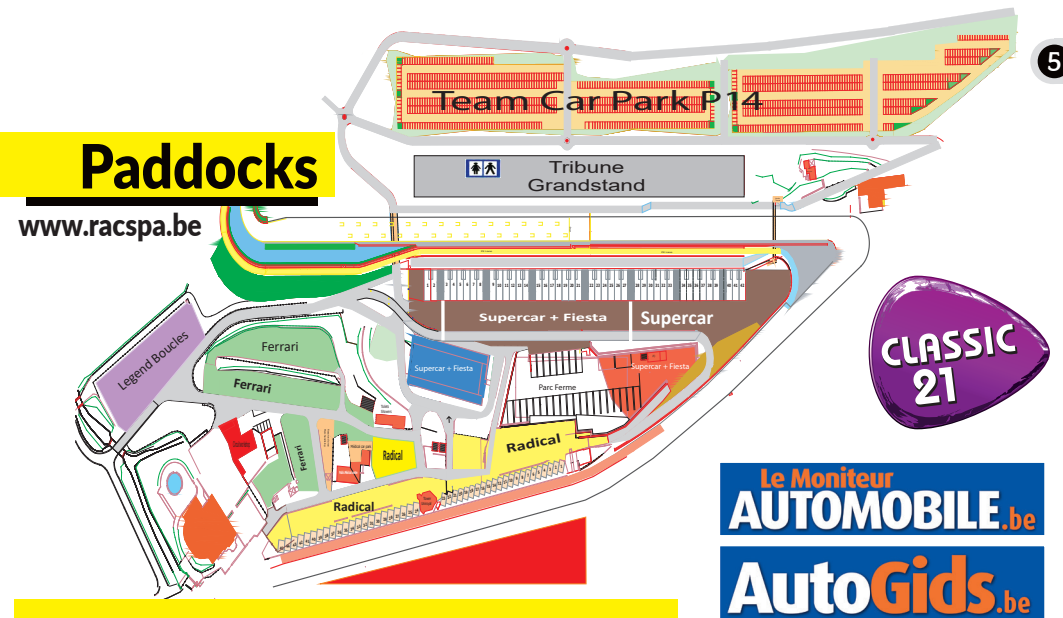 5
Team Car Park P14
Paddocks
www.racspa.be
Tribune
Grandstand
Supercar + Fiesta
Supercar
Legend Boucles
Ferrari
Ferrari
Supercar + Fiesta
Supercar + Fiesta
Parc Ferme
Ferrari
Radical
Radical
Radical
CLASSIC
21
Le Moniteur
AUTOMOBILE.be
AutoGids.be